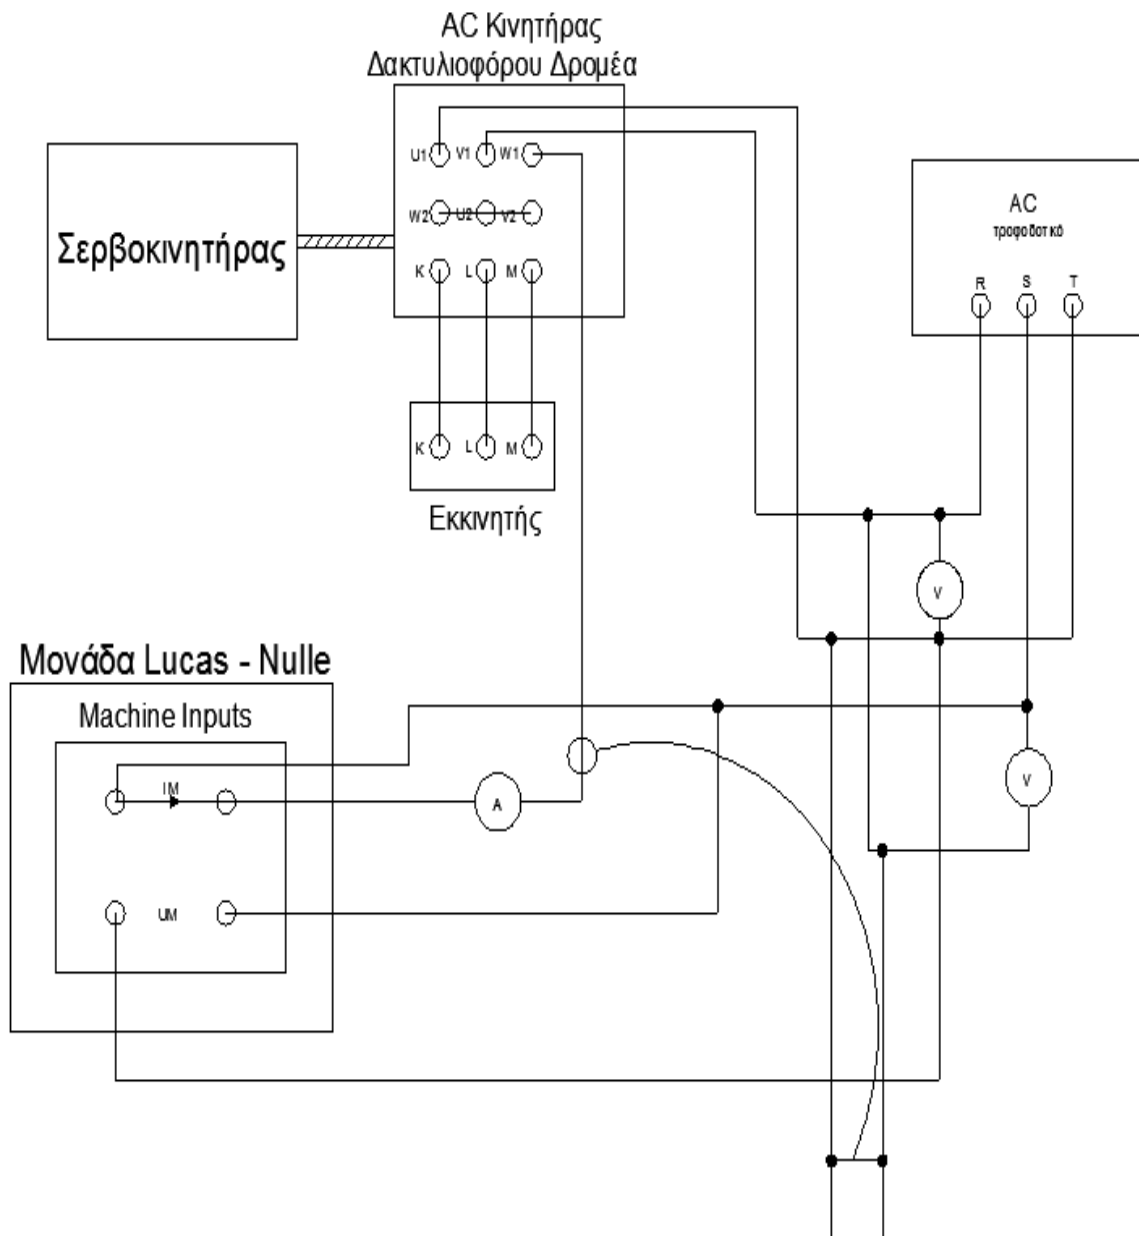 AC Κινητήρας
Δακτυλιοφόρου Δρομέα
U1 V1 W1
W2 U2 V2
K L M
Σερβοκινητήρας
AC
τροφοδοτικό
R S T
K L M
Εκκινητής
V
Μονάδα Lucas - Nulle
Machine Inputs
IM
A
V
UM